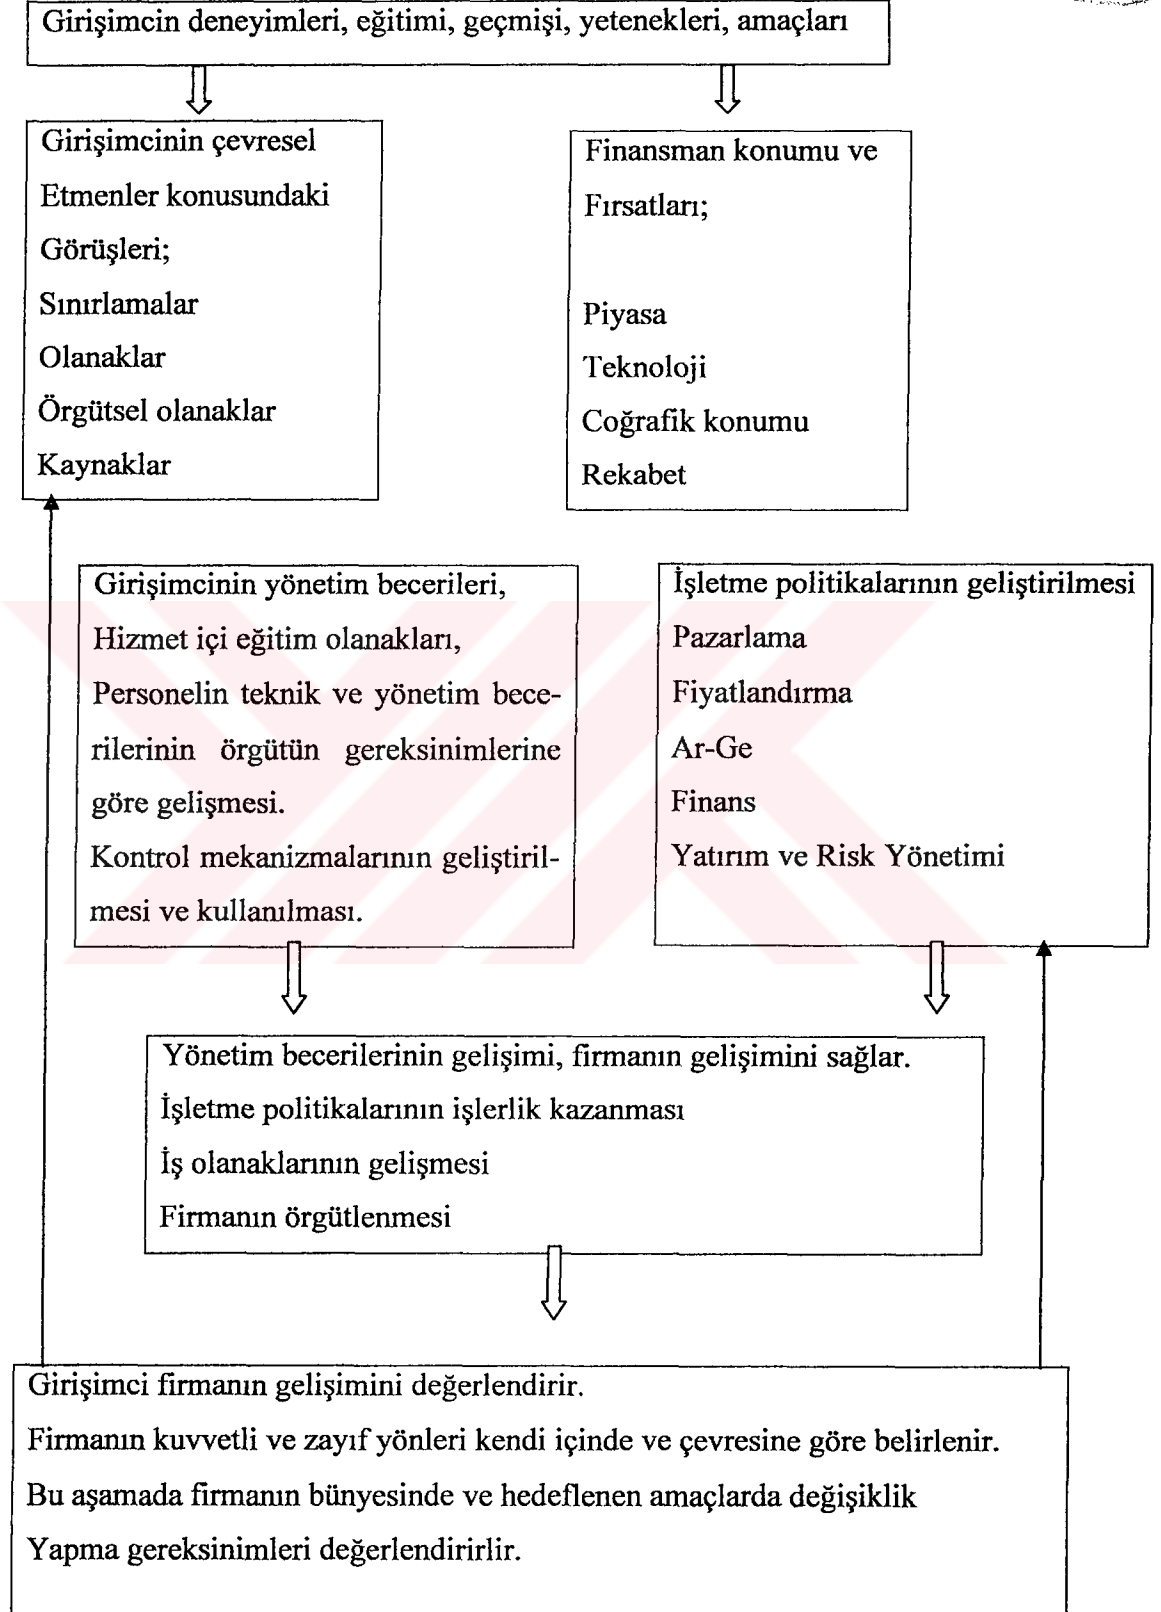 Girişimcin deneyimleri, eğitimi, geçmişi, yetenekleri, amaçları
Girişimcinin çevresel
Etmenler konusundaki
Görüşleri;
Sınırlamalar
Olanaklar
Örgütsel olanaklar
Kaynaklar
Finansman konumu ve
Fırsatları;
Piyasa
Teknoloji
Coğrafik konumu
Rekabet
Girişimcinin yönetim becerileri,
Hizmet içi eğitim olanakları,
Personelin teknik ve yönetim bece-
rilerinin örgütün gereksinimlerine
göre gelişmesi.
Kontrol mekanizmalarının geliştiril-
mesi ve kullanılması.
İşletme politikalarının geliştirilmesi
Pazarlama
Fiyatlandırma
Ar-Ge
Finans
Yatırım ve Risk Yönetimi
Yönetim becerilerinin gelişimi, firmanın gelişimini sağlar.
İşletme politikalarının işlerlik kazanması
İş olanaklarının gelişmesi
Firmanın örgütlenmesi
Girişimci firmanın gelişimini değerlendirir.
Firmanın kuvvetli ve zayıf yönleri kendi içinde ve çevresine göre belirlenir.
Bu aşamada firmanın bünyesinde ve hedeflenen amaçlarda değişiklik
Yapma gereksinimleri değerlendirirlir.